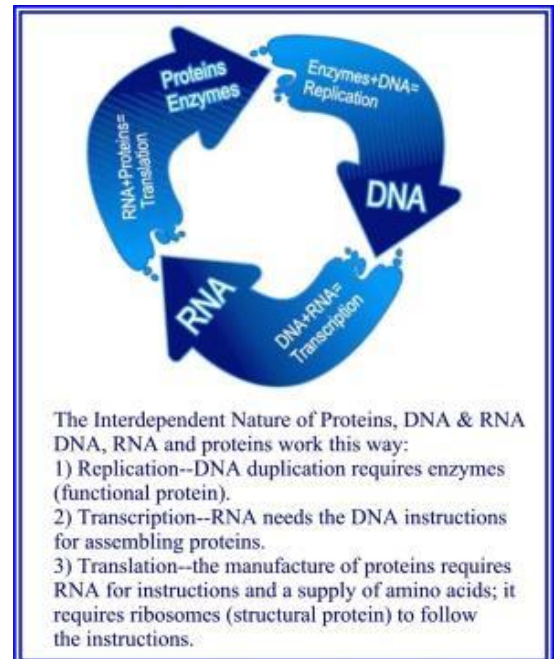 Proteins
Enzymes
Enzymes+DNA=
Replication
DNA
DNA+RNA=
Transcription
RNA
RNA+Proteins=
Translation
The Interdependent Nature of Proteins, DNA & RNA
DNA, RNA and proteins work this way:
1) Replication--DNA duplication requires enzymes
(functional protein).
2) Transcription--RNA needs the DNA instructions
for assembling proteins.
3) Translation--the manufacture of proteins requires
RNA for instructions and a supply of amino acids; it
requires ribosomes (structural protein) to follow
the instructions.